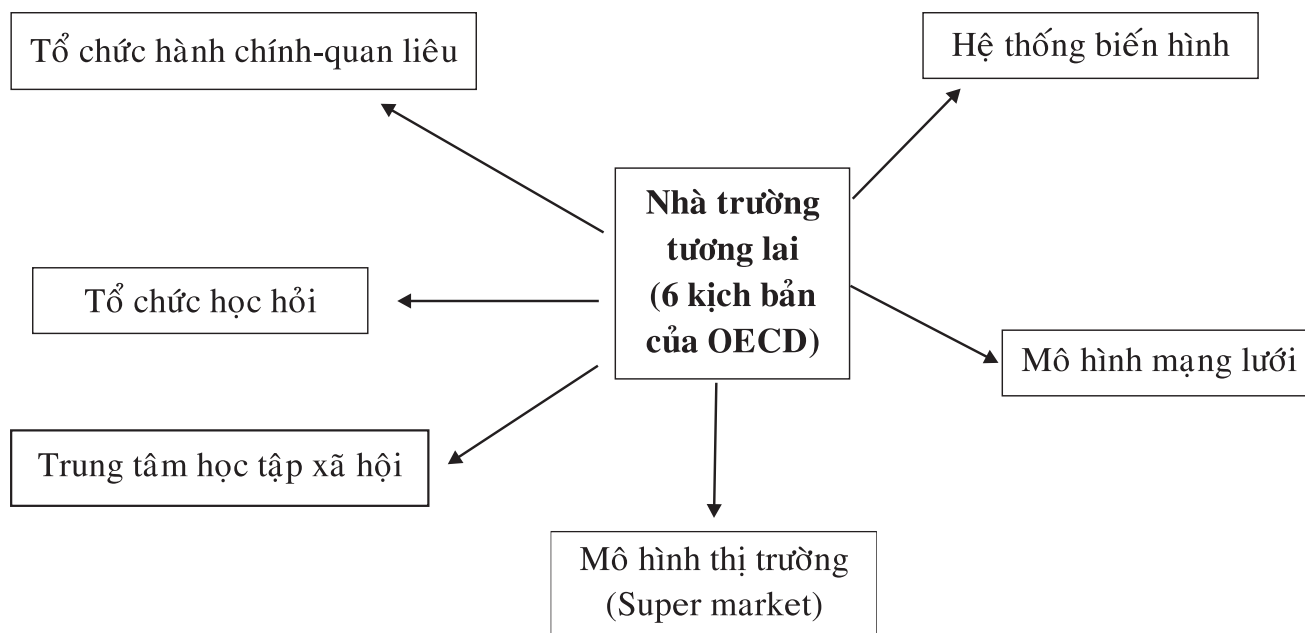 Tổ chức hành chính-quan liêu
Hệ thống biến hình
Nhà trường
tương lai
(6 kịch bản
của OECD)
Tổ chức học hỏi
Mô hình mạng lưới
Trung tâm học tập xã hội
Mô hình thị trường
(Super market)